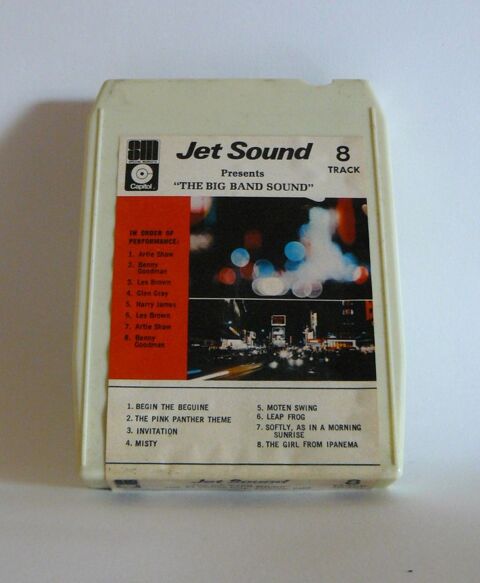 SM
Jet Sound
8
TRACK
Capitol
Presents
"THE BIG BAND SOUND"
IN ORDER OF
PERFORMANCE:
1. Artie Shaw
2. Benny
Goodman
3. Les Brown
4. Glen Gray
5. Harry James
6. Les Brown
7. Artie Shaw
8. Benny
Goodman
1. BEGIN THE BEGUINE
2. THE PINK PANTHER THEME
3. INVITATION
4. MISTY
5. MOTEN SWING
6. LEAP FROG
7. SOFTLY, AS IN A MORNING
SUNRISE
8. THE GIRL FROM IPANEMA
Jet Sound
8